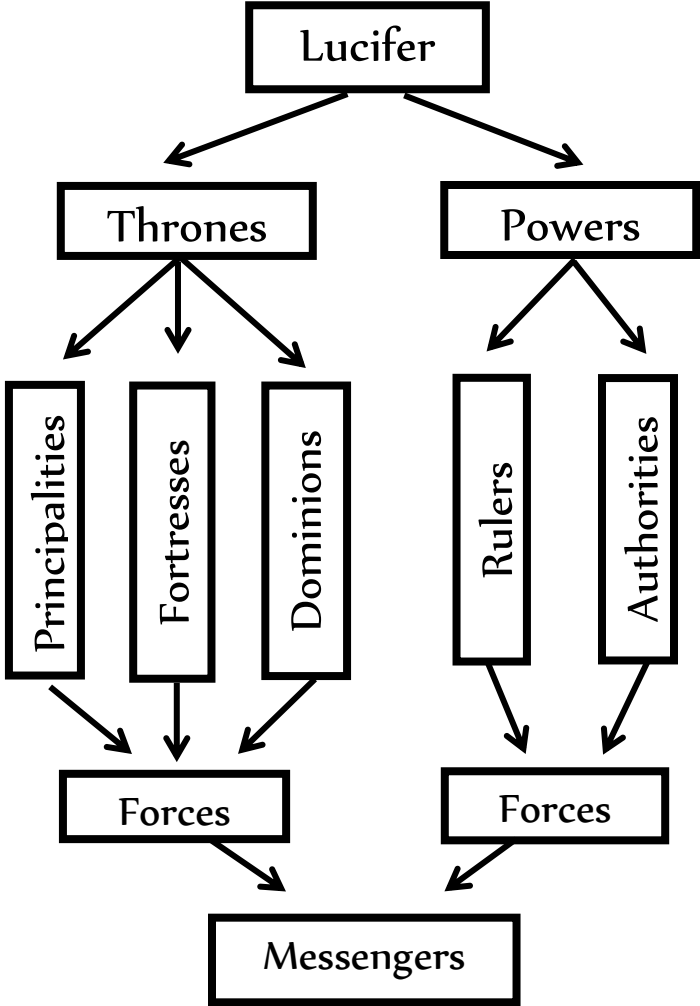 Lucifer
Thrones
Powers
Principalities
Fortresses
Dominions
Rulers
Authorities
Forces
Forces
Messengers